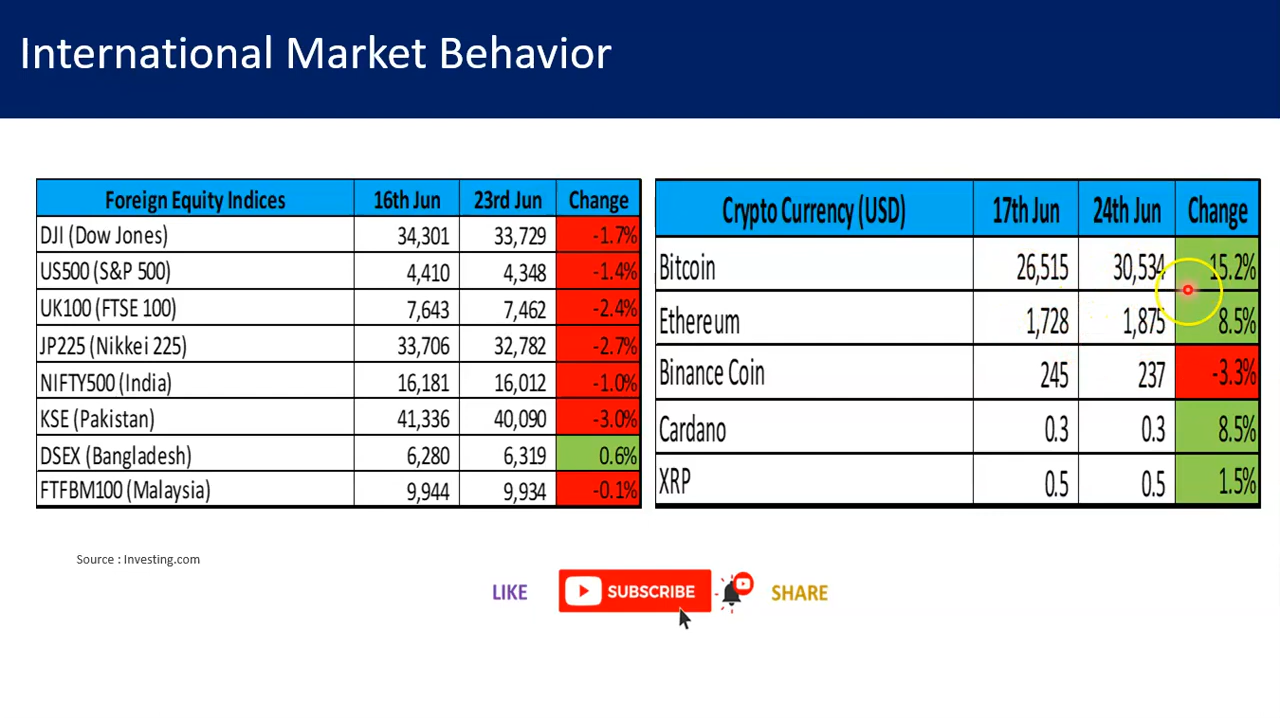 International Market Behavior
Foreign Equity Indices 16th Jun 23rd Jun Change
DJI (Dow Jones) 34,301 33,729 -1.7%
US500 (S&P 500) 4,410 4,348 -1.4%
UK100 (FTSE 100) 7,643 7,462 -2.4%
JP225 (Nikkei 225) 33,706 32,782 -2.7%
NIFTY500 (India) 16,181 16,012 -1.0%
KSE (Pakistan) 41,336 40,090 -3.0%
DSEX (Bangladesh) 6,280 6,319 0.6%
FTFBM100 (Malaysia) 9,944 9,934 -0.1%
Crypto Currency (USD) 17th Jun 24th Jun Change
Bitcoin 26,515 30,534 15.2%
Ethereum 1,728 1,875 8.5%
Binance Coin 245 237 -3.3%
Cardano 0.3 0.3 8.5%
XRP 0.5 0.5 1.5%
Source : Investing.com
LIKE SUBSCRIBE SHARE